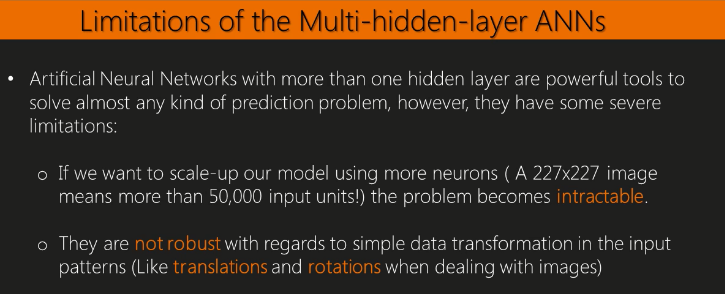 Limitations of the Multi-hidden-layer ANNs
• Artificial Neural Networks with more than one hidden layer are powerful tools to
solve almost any kind of prediction problem, however, they have some severe
limitations:
o If we want to scale-up our model using more neurons ( A 227x227 image
means more than 50,000 input units!) the problem becomes intractable.
o They are not robust with regards to simple data transformation in the input
patterns (Like translations and rotations when dealing with images)